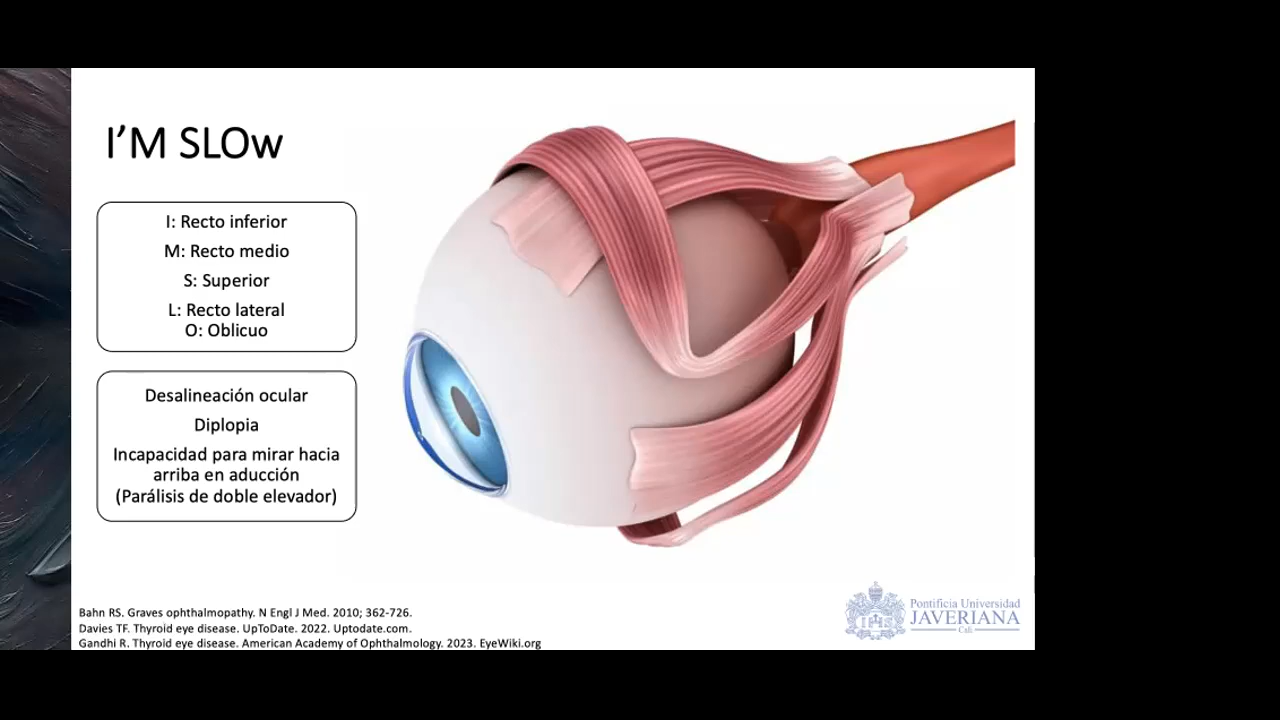 I'M SLOw
I: Recto inferior
M: Recto medio
S: Superior
L: Recto lateral
O: Oblicuo
Desalineación ocular
Diplopia
Incapacidad para mirar hacia
arriba en aducción
(Parálisis de doble elevador)
Bahn RS. Graves ophthalmopathy. N Engl J Med. 2010; 362-726.
Davies TF. Thyroid eye disease. UpToDate. 2022. Uptodate.com.
Gandhi R. Thyroid eye disease. American Academy of Ophthalmology. 2023. EyeWiki.org
IHS
Pontificia Universidad
JAVERIANA
Cali